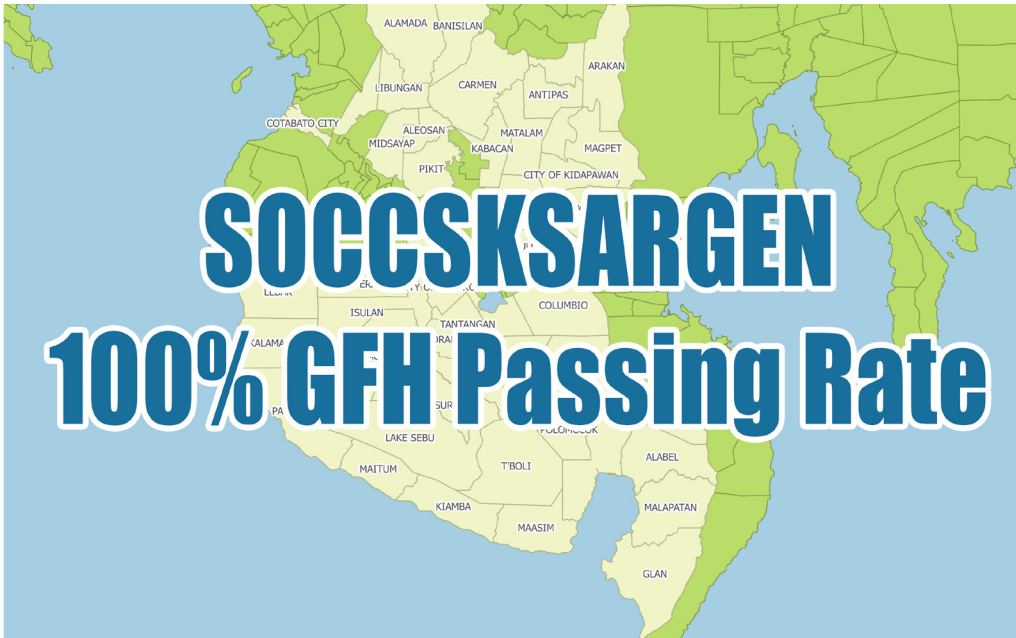 ALAMADA BANISILAN
ARAKAN
LIBUNGAN CARMEN
ANTIPAS
COTABATO CITY
ALEOSAN MATALAM
MIDSAYAP KABACAN MAGPET
PIKIT
CITY OF KIDAPAWAN
SOCCSKSARGEN
COLUMBIO
ISULAN
TANTANGAN
100% GFH Passing Rate
LAKE SEBU
ALABEL
MAITUM T'BOLI
KIAMBA MALAPATAN
MAASIM
GLAN